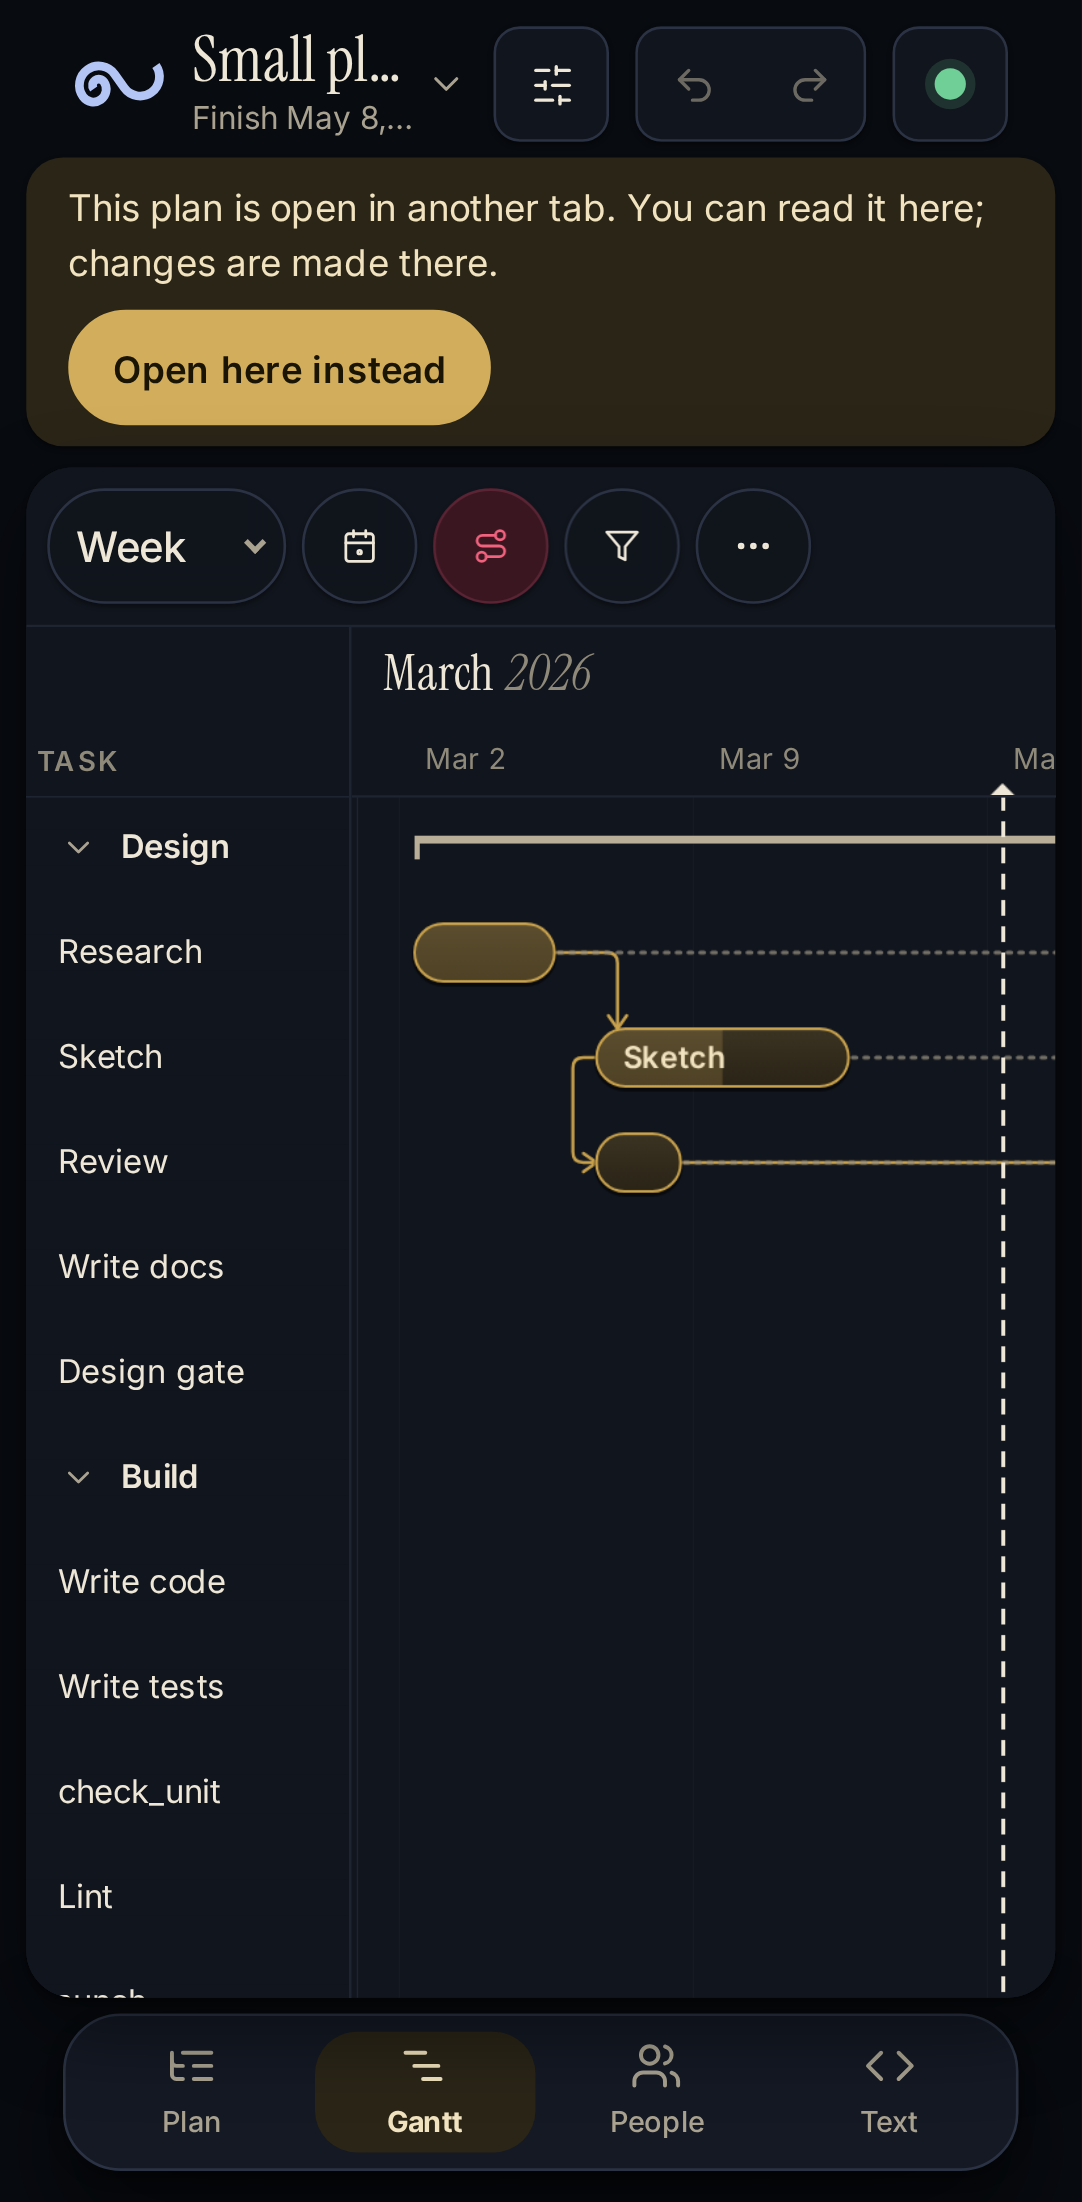 Small pl...
Finish May 8,...
This plan is open in another tab. You can read it here;
changes are made there.
Open here instead
Week
March 2026
TASK
Mar 2
Mar 9
Ma
Design
Research
Sketch
Sketch
Review
Write docs
Design gate
Build
Write code
Write tests
check_unit
Lint
Plan
Gantt
People
Text